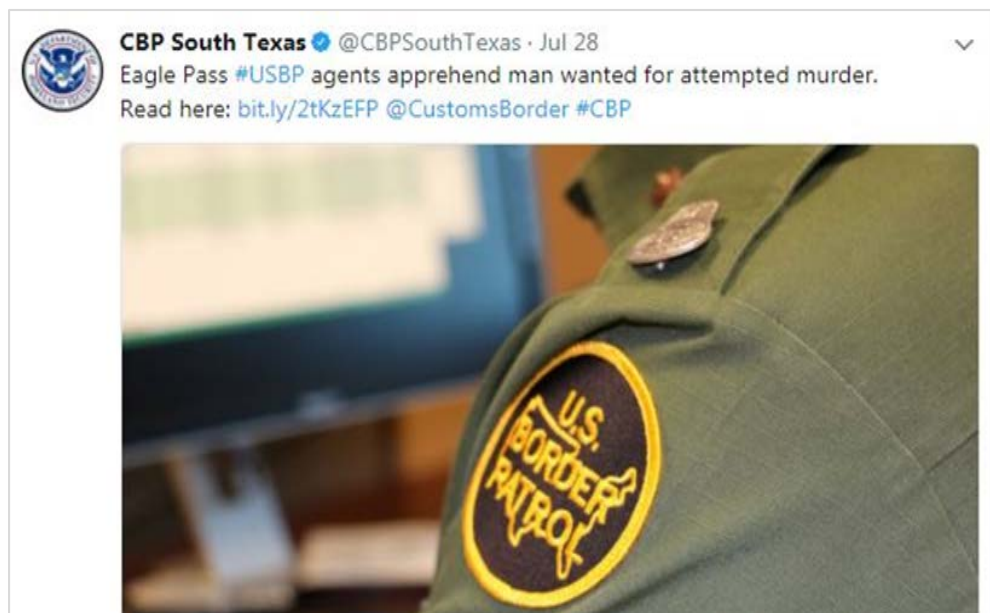 CBP South Texas @CBPSouthTexas · Jul 28
Eagle Pass #USBP agents apprehend man wanted for attempted murder.
Read here: bit.ly/2tKzEFP @CustomsBorder #CBP
U.S.
BORDER
PATROL